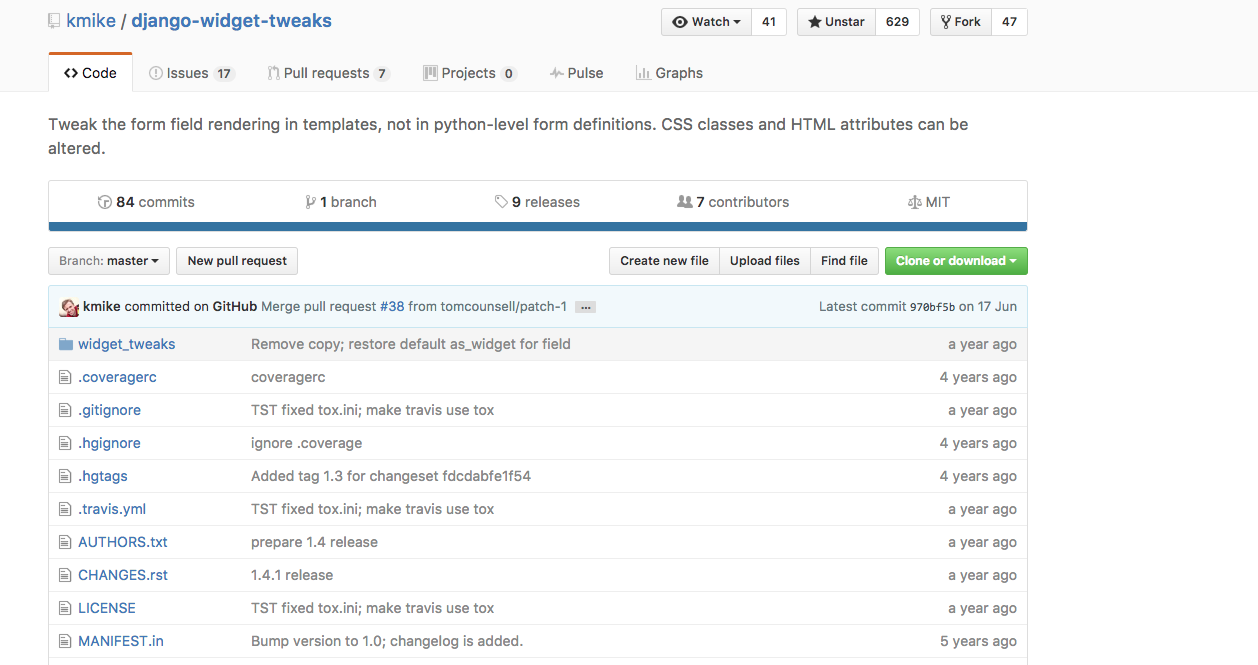 kmike / django-widget-tweaks
Watch 41 Unstar 629 Fork 47
Code Issues 17 Pull requests 7 Projects 0 Pulse Graphs
Tweak the form field rendering in templates, not in python-level form definitions. CSS classes and HTML attributes can be
altered.
84 commits 1 branch 9 releases 7 contributors MIT
Branch: master New pull request Create new file Upload files Find file Clone or download
kmike committed on GitHub Merge pull request #38 from tomcounsell/patch-1 … Latest commit 970bf5b on 17 Jun
widget_tweaks Remove copy; restore default as_widget for field a year ago
.coveragerc coveragerc 4 years ago
.gitignore TST fixed tox.ini; make travis use tox a year ago
.hgignore ignore .coverage 4 years ago
.hgtags Added tag 1.3 for changeset fdcdabfe1f54 4 years ago
.travis.yml TST fixed tox.ini; make travis use tox a year ago
AUTHORS.txt prepare 1.4 release a year ago
CHANGES.rst 1.4.1 release a year ago
LICENSE TST fixed tox.ini; make travis use tox a year ago
MANIFEST.in Bump version to 1.0; changelog is added. 5 years ago